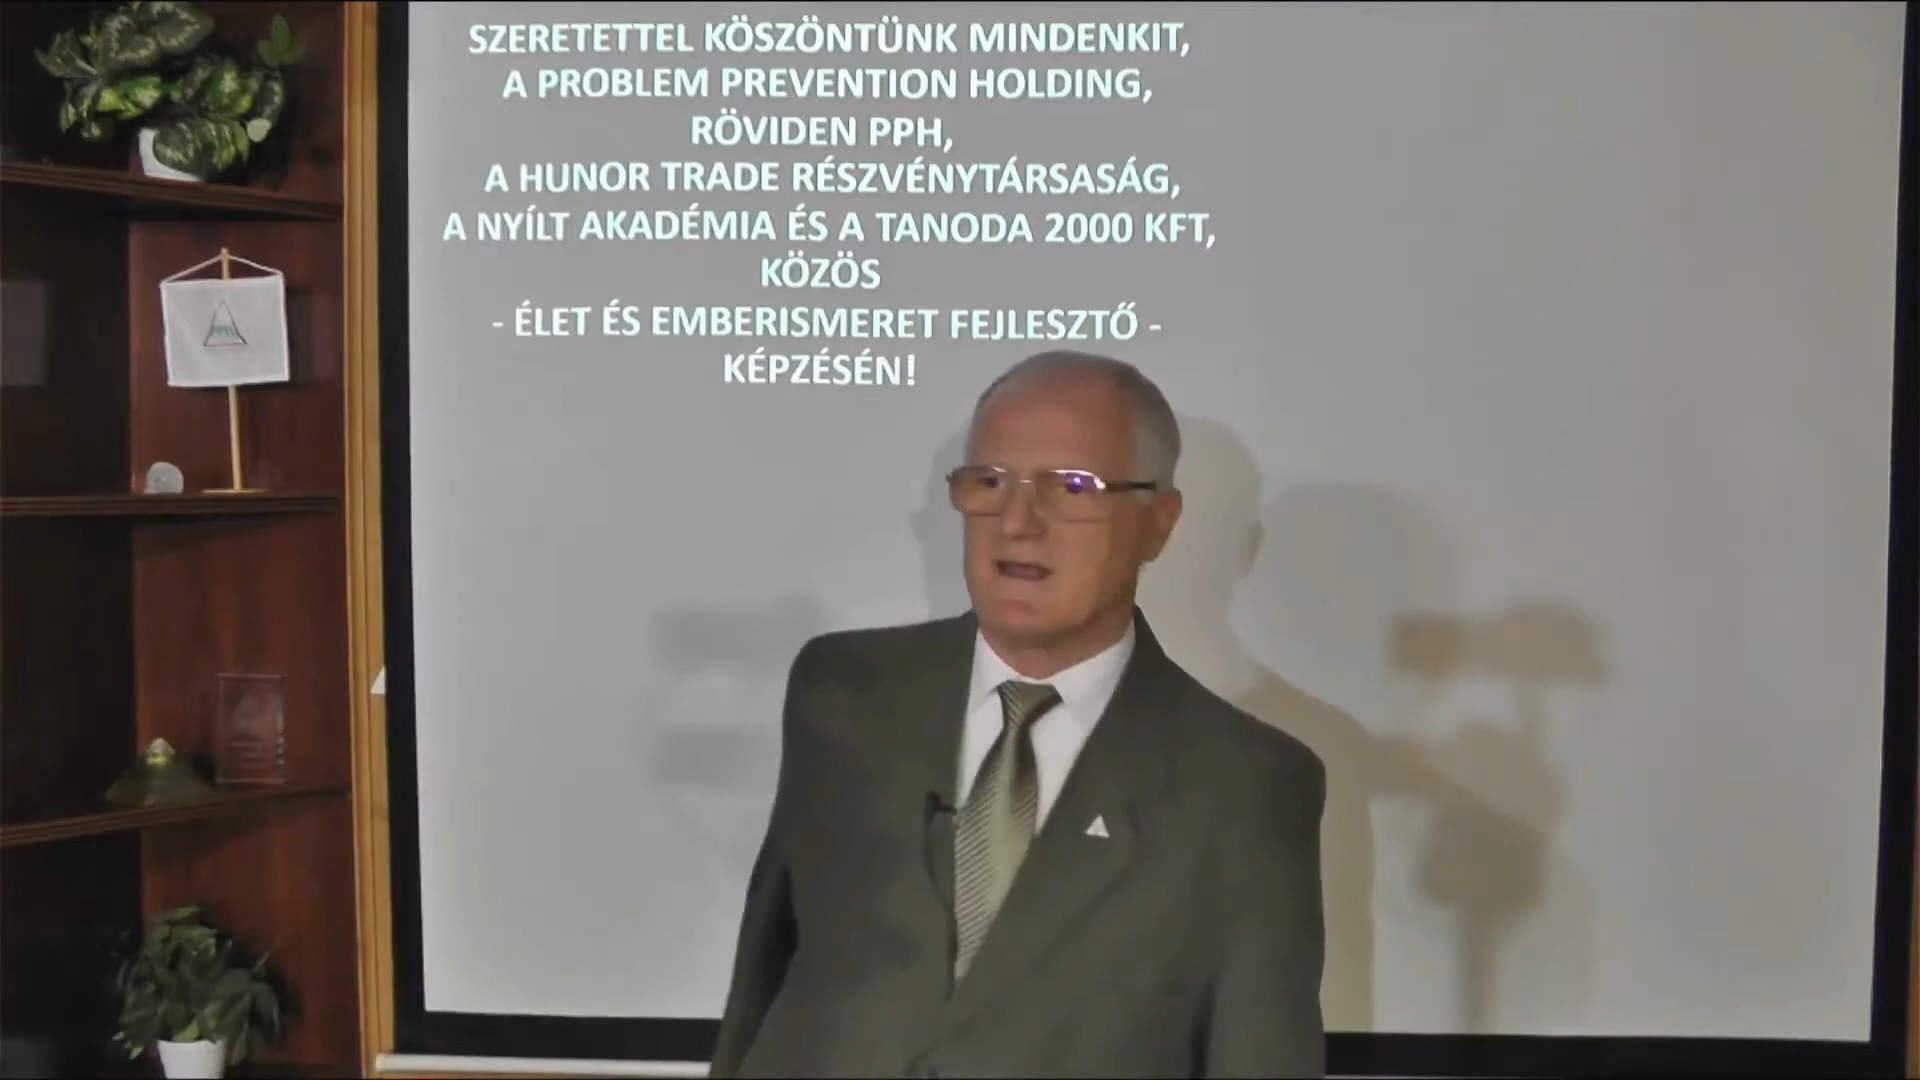 SZERETETTEL KÖSZÖNTÜNK MINDENKIT,
A PROBLEM PREVENTION HOLDING,
RÖVIDEN PPH,
A HUNOR TRADE RÉSZVÉNYTÁRSASÁG,
A NYÍLT AKADÉMIA ÉS A TANODA 2000 KFT,
KÖZÖS
- ÉLET ÉS EMBERISMERET FEJLESZTŐ -
KÉPZÉSÉN!